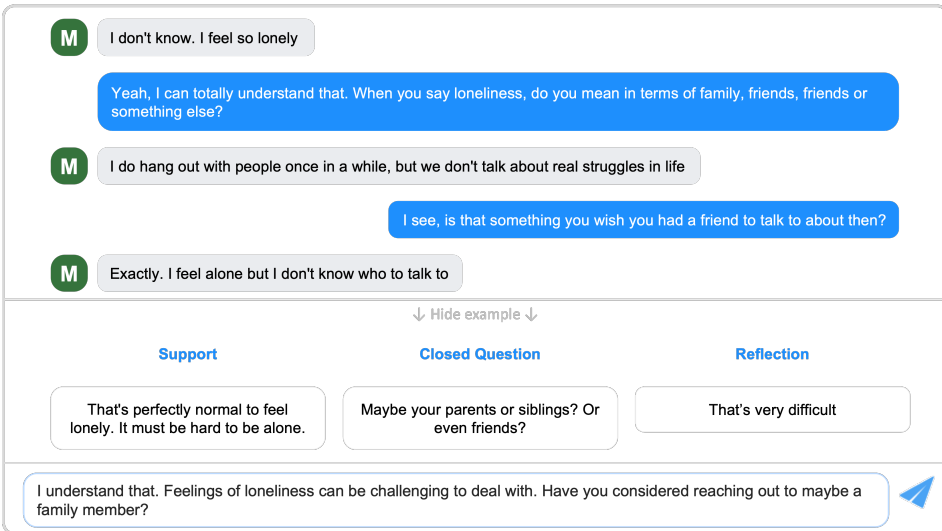 M
I don't know. I feel so lonely
Yeah, I can totally understand that. When you say loneliness, do you mean in terms of family, friends, friends or
something else?
M
I do hang out with people once in a while, but we don't talk about real struggles in life
I see, is that something you wish you had a friend to talk to about then?
M
Exactly. I feel alone but I don't know who to talk to
↓ Hide example ↓
Support
Closed Question
Reflection
That's perfectly normal to feel
lonely. It must be hard to be alone.
Maybe your parents or siblings? Or
even friends?
That's very difficult
I understand that. Feelings of loneliness can be challenging to deal with. Have you considered reaching out to maybe a
family member?